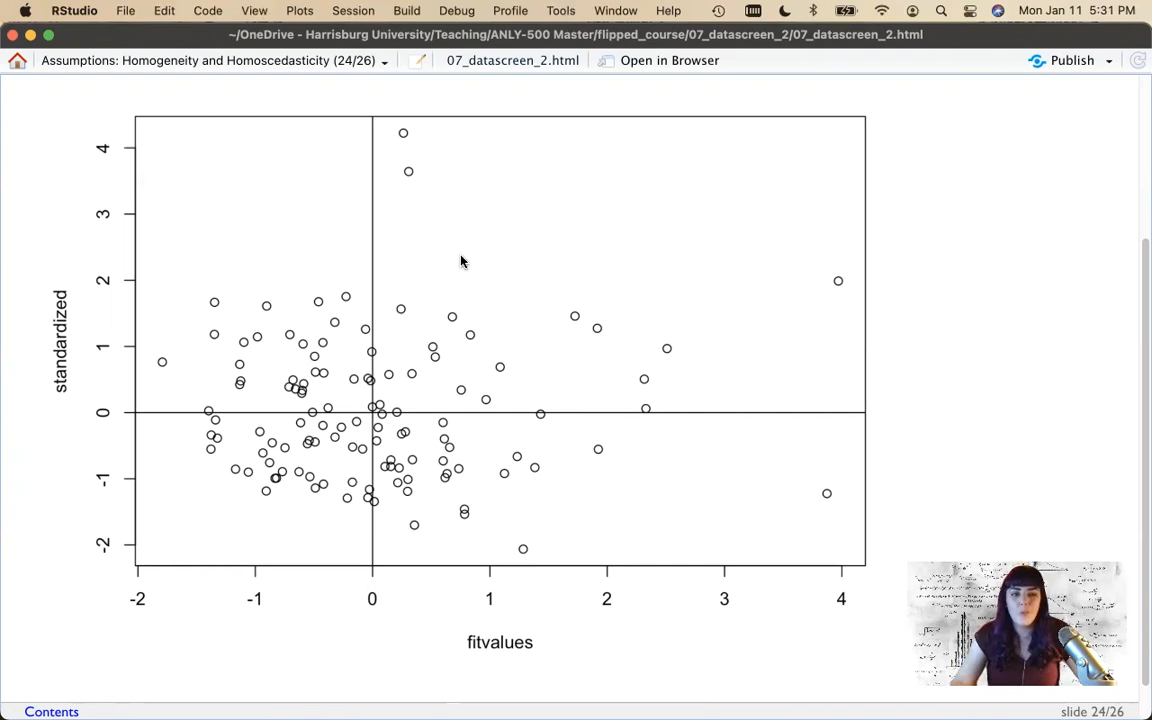 RStudio File Edit Code View Plots Session Build Debug Profile Tools Window Help Mon Jan 11 5:31 PM
~/OneDrive - Harrisburg University/Teaching/ANLY-500 Master/flipped_course/07_datascreen_2/07_datascreen_2.html
Assumptions: Homogeneity and Homoscedasticity (24/26) 07_datascreen_2.html Open in Browser Publish
4
3
2
1
0
-1
-2
standardized
-2 -1 0 1 2 3 4
fitvalues
Contents slide 24/26